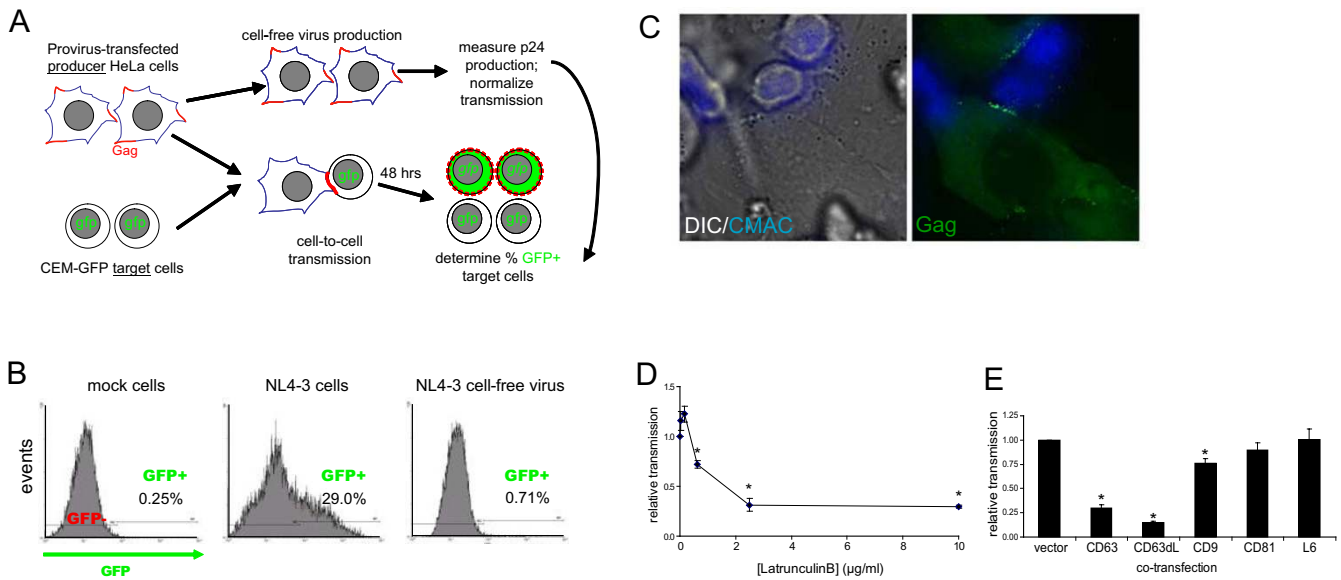 A
Provirus-transfected
producer HeLa cells
Gag
cell-free virus production
measure p24
production;
normalize
transmission
gfp
gfp
CEM-GFP target cells
gfp
cell-to-cell
transmission
48 hrs
gfp
gfp
gfp
gfp
determine % GFP+
target cells
B
mock cells
NL4-3 cells
NL4-3 cell-free virus
events
GFP+
0.25%
GFP-
GFP+
29.0%
GFP+
0.71%
GFP
C
DIC/CMAC
Gag
D
relative transmission
1.5
1.0
0.5
0.0
*
*
*
0
2
4
6
8
10
[LatrunculinB] (µg/ml)
E
relative transmission
1.25
1.00
0.75
0.50
0.25
0
*
*
*
vector
CD63
CD63dL
CD9
CD81
L6
co-transfection